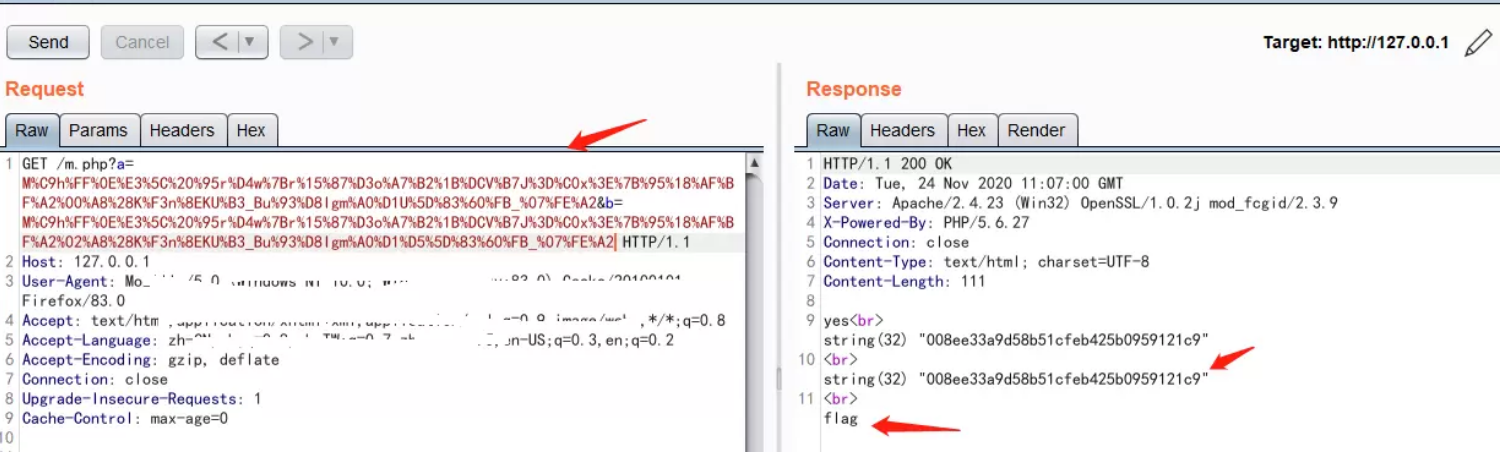 Send
Cancel
<
>
Target: http://127.0.0.1
Request
Raw
Params
Headers
Hex
1 GET /m.php?a=
M%C9h%FF%0E%E3%5C%20%95r%D4w%7Br%15%87%D3o%A7%B2%1B%DCV%B7J%3D%C0x%3E%7B%95%18%AF%B
F%A2%00%A8%28K%F3n%8EKU%B3_Bu%93%D8Igm%A0%D1U%5D%83%60%FB_%07%FE%A2&b=
M%C9h%FF%0E%E3%5C%20%95r%D4w%7Br%15%87%D3o%A7%B2%1B%DCV%B7J%3D%C0x%3E%7B%95%18%AF%B
F%A2%02%A8%28K%F3n%8EKU%B3_Bu%93%D8Igm%A0%D1%D5%5D%83%60%FB_%07%FE%A2 HTTP/1.1
2 Host: 127.0.0.1
3 User-Agent:
Firefox/83.0
4 Accept: ,*/*;q=0.8
5 Accept-Language: en-US;q=0.3,en;q=0.2
6 Accept-Encoding: gzip, deflate
7 Connection: close
8 Upgrade-Insecure-Requests: 1
9 Cache-Control: max-age=0
10
Response
Raw
Headers
Hex
Render
1 HTTP/1.1 200 OK
2 Date: Tue, 24 Nov 2020 11:07:00 GMT
3 Server: Apache/2.4.23 (Win32) OpenSSL/1.0.2j mod_fcgid/2.3.9
4 X-Powered-By: PHP/5.6.27
5 Connection: close
6 Content-Type: text/html; charset=UTF-8
7 Content-Length: 111
8
9 yes<br>
string(32) "008ee33a9d58b51cfeb425b0959121c9"
10 <br>
string(32) "008ee33a9d58b51cfeb425b0959121c9"
11 <br>
flag